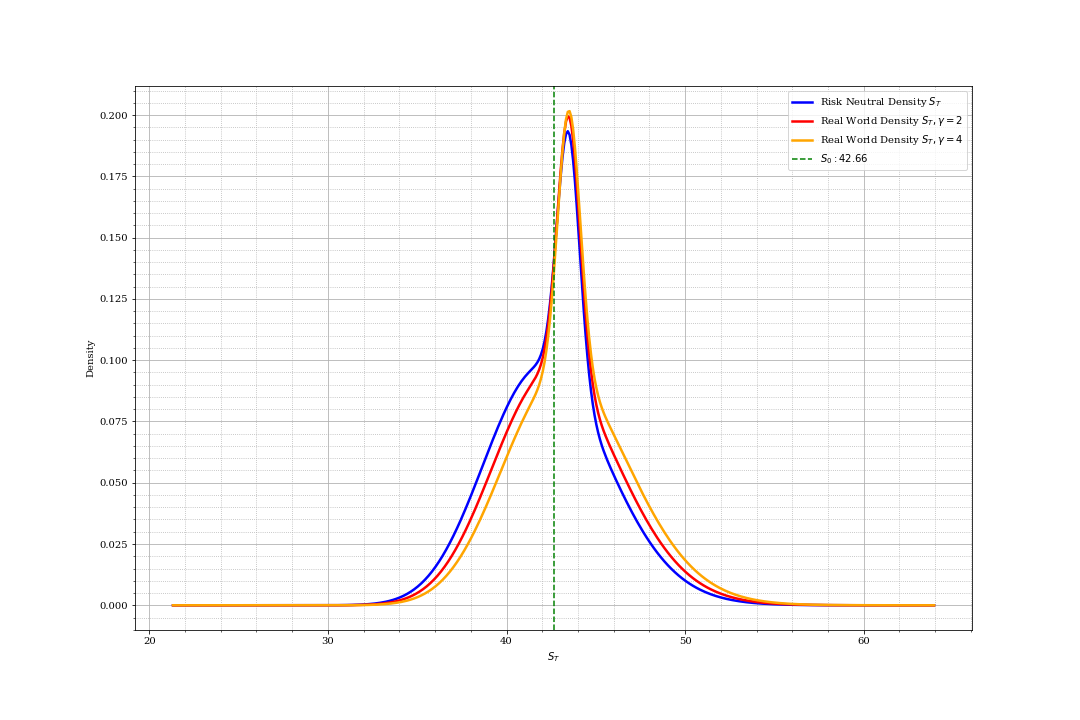 Risk Neutral Density S_T
Real World Density S_T, γ = 2
Real World Density S_T, γ = 4
S_0 : 42.66
0.200
0.175
0.150
0.125
0.100
0.075
0.050
0.025
0.000
Density
20 30 40 50 60
S_T